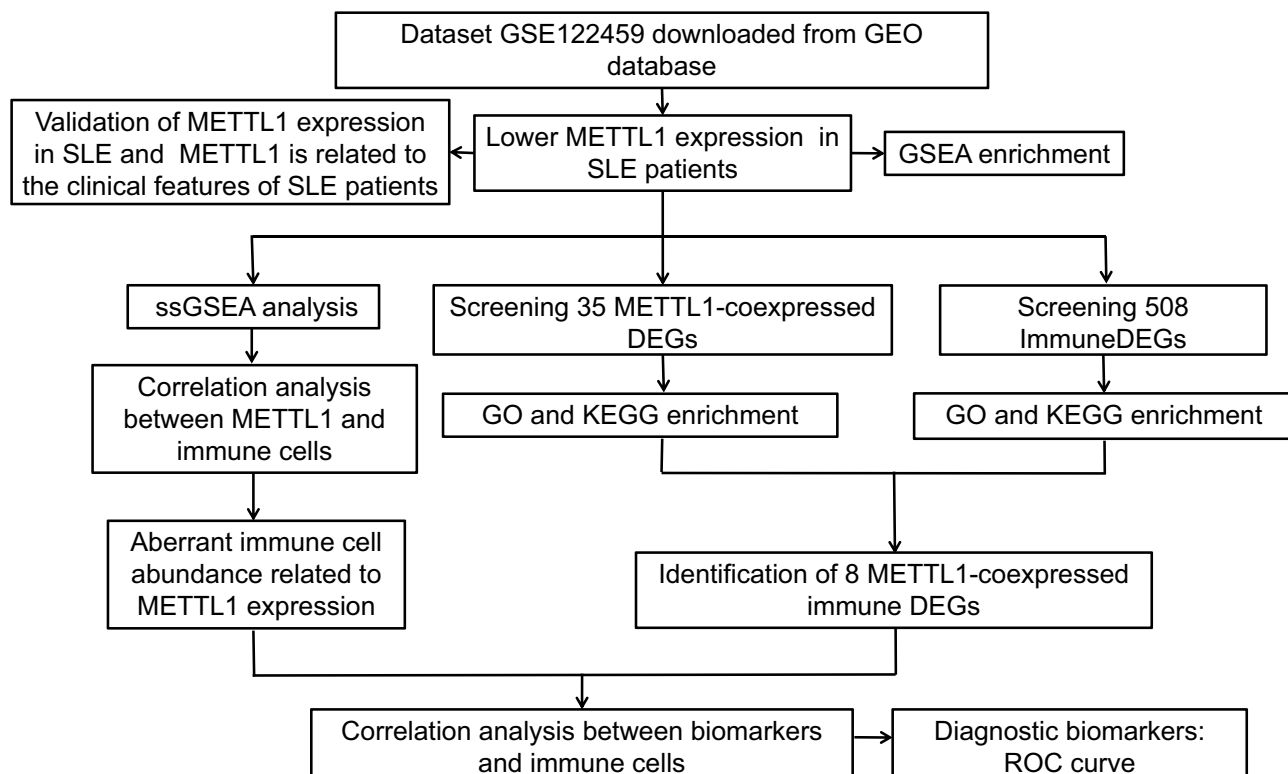 Dataset GSE122459 downloaded from GEO
database
Validation of METTL1 expression
in SLE and METTL1 is related to
the clinical features of SLE patients
Lower METTL1 expression in
SLE patients
GSEA enrichment
ssGSEA analysis
Screening 35 METTL1-coexpressed
DEGs
Screening 508
ImmuneDEGs
Correlation analysis
between METTL1 and
immune cells
GO and KEGG enrichment
GO and KEGG enrichment
Aberrant immune cell
abundance related to
METTL1 expression
Identification of 8 METTL1-coexpressed
immune DEGs
Correlation analysis between biomarkers
and immune cells
Diagnostic biomarkers:
ROC curve